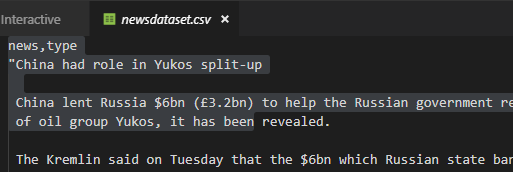 Interactive
newsdataset.csv ×
news,type
"China had role in Yukos split-up
China lent Russia $6bn (£3.2bn) to help the Russian government
of oil group Yukos, it has been revealed.
The Kremlin said on Tuesday that the $6bn which Russian state